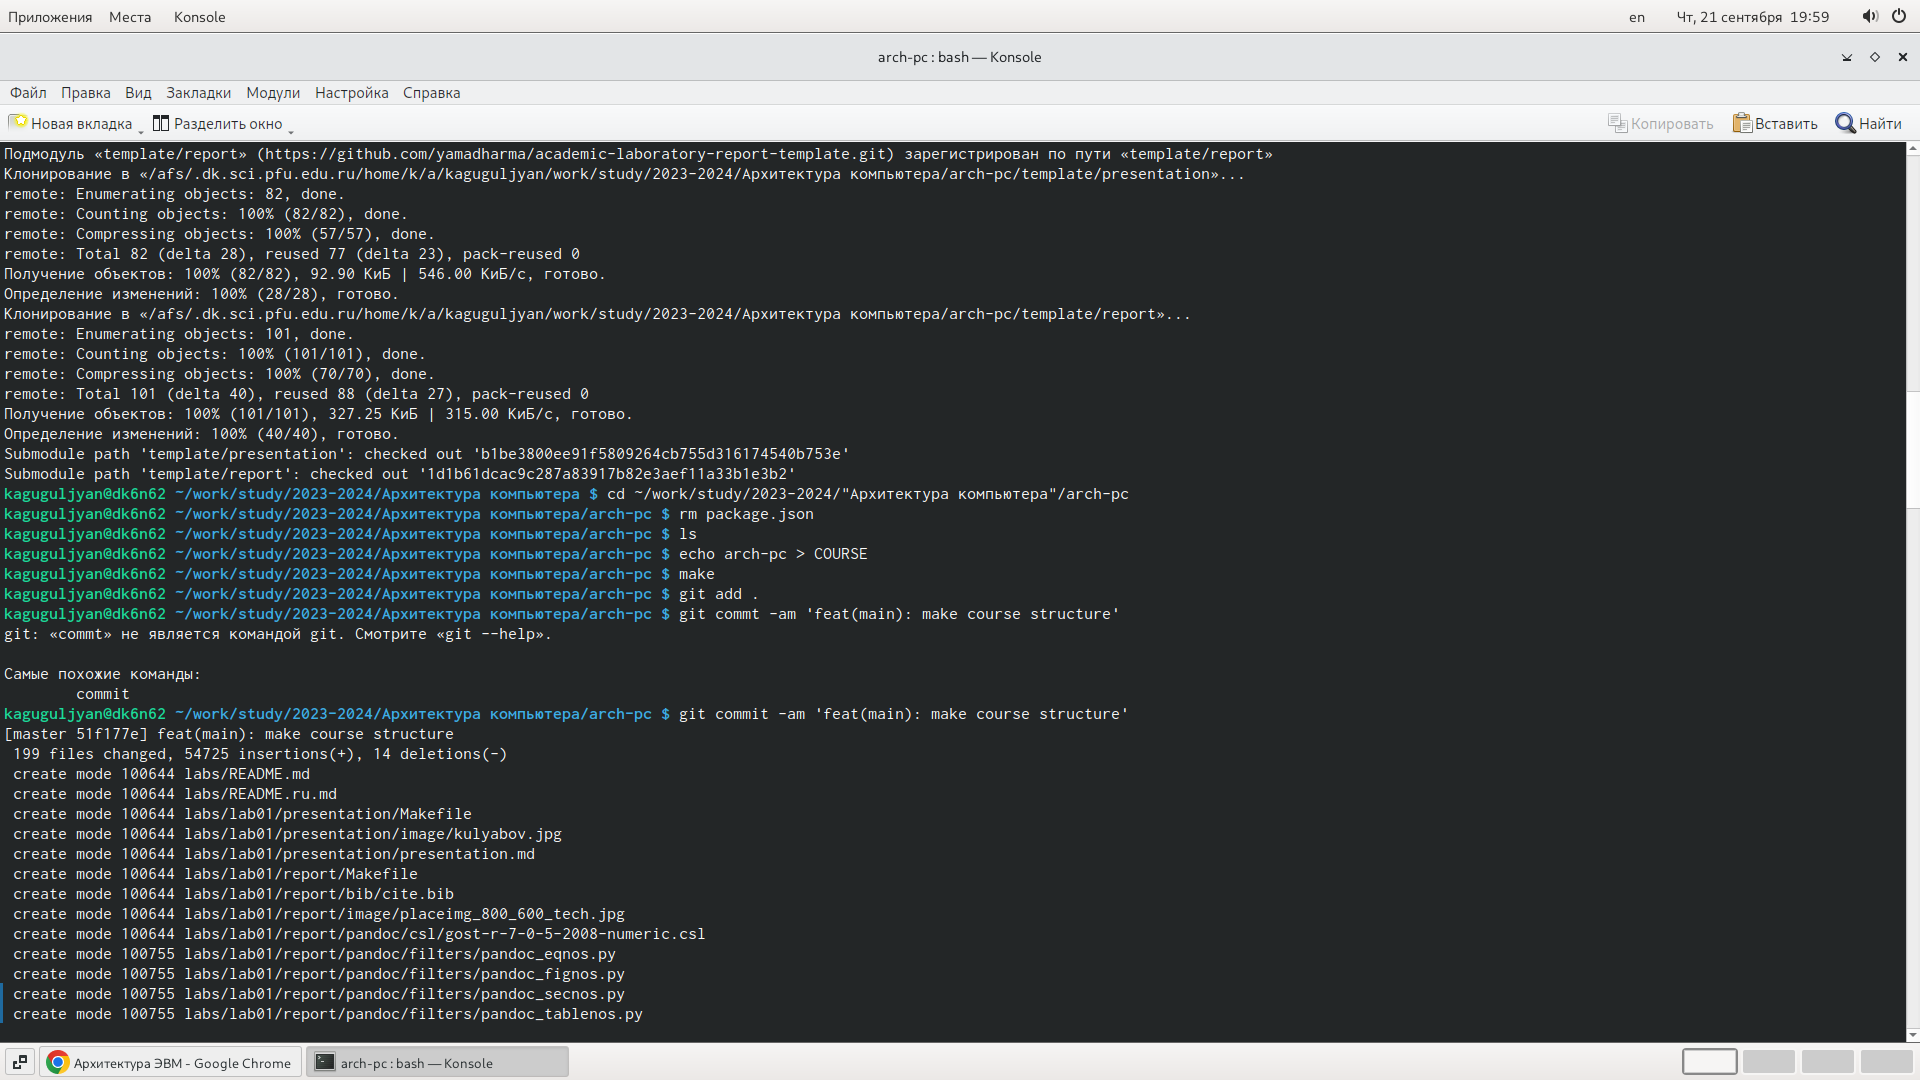 Приложения Места Konsole en Чт, 21 сентября 19:59
arch-pc : bash — Konsole
Файл Правка Вид Закладки Модули Настройка Справка
Новая вкладка Разделить окно Копировать Вставить Найти
Подмодуль «template/report» (https://github.com/yamadharma/academic-laboratory-report-template.git) зарегистрирован по пути «template/report»
Клонирование в «/afs/.dk.sci.pfu.edu.ru/home/k/a/kaguguljyan/work/study/2023-2024/Архитектура компьютера/arch-pc/template/presentation»...
remote: Enumerating objects: 82, done.
remote: Counting objects: 100% (82/82), done.
remote: Compressing objects: 100% (57/57), done.
remote: Total 82 (delta 28), reused 77 (delta 23), pack-reused 0
Получение объектов: 100% (82/82), 92.90 КиБ | 546.00 КиБ/с, готово.
Определение изменений: 100% (28/28), готово.
Клонирование в «/afs/.dk.sci.pfu.edu.ru/home/k/a/kaguguljyan/work/study/2023-2024/Архитектура компьютера/arch-pc/template/report»...
remote: Enumerating objects: 101, done.
remote: Counting objects: 100% (101/101), done.
remote: Compressing objects: 100% (70/70), done.
remote: Total 101 (delta 40), reused 88 (delta 27), pack-reused 0
Получение объектов: 100% (101/101), 327.25 КиБ | 315.00 КиБ/с, готово.
Определение изменений: 100% (40/40), готово.
Submodule path 'template/presentation': checked out 'b1be3800ee91f5809264cb755d316174540b753e'
Submodule path 'template/report': checked out '1d1b61dcac9c287a83917b82e3aef11a33b1e3b2'
kaguguljyan@dk6n62 ~/work/study/2023-2024/Архитектура компьютера $ cd ~/work/study/2023-2024/"Архитектура компьютера"/arch-pc
kaguguljyan@dk6n62 ~/work/study/2023-2024/Архитектура компьютера/arch-pc $ rm package.json
kaguguljyan@dk6n62 ~/work/study/2023-2024/Архитектура компьютера/arch-pc $ ls
kaguguljyan@dk6n62 ~/work/study/2023-2024/Архитектура компьютера/arch-pc $ echo arch-pc > COURSE
kaguguljyan@dk6n62 ~/work/study/2023-2024/Архитектура компьютера/arch-pc $ make
kaguguljyan@dk6n62 ~/work/study/2023-2024/Архитектура компьютера/arch-pc $ git add .
kaguguljyan@dk6n62 ~/work/study/2023-2024/Архитектура компьютера/arch-pc $ git commt -am 'feat(main): make course structure'
git: «commt» не является командой git. Смотрите «git --help».
Самые похожие команды:
commit
kaguguljyan@dk6n62 ~/work/study/2023-2024/Архитектура компьютера/arch-pc $ git commit -am 'feat(main): make course structure'
[master 51f177e] feat(main): make course structure
199 files changed, 54725 insertions(+), 14 deletions(-)
create mode 100644 labs/README.md
create mode 100644 labs/README.ru.md
create mode 100644 labs/lab01/presentation/Makefile
create mode 100644 labs/lab01/presentation/image/kulyabov.jpg
create mode 100644 labs/lab01/presentation/presentation.md
create mode 100644 labs/lab01/report/Makefile
create mode 100644 labs/lab01/report/bib/cite.bib
create mode 100644 labs/lab01/report/image/placeimg_800_600_tech.jpg
create mode 100644 labs/lab01/report/pandoc/csl/gost-r-7-0-5-2008-numeric.csl
create mode 100755 labs/lab01/report/pandoc/filters/pandoc_eqnos.py
create mode 100755 labs/lab01/report/pandoc/filters/pandoc_fignos.py
create mode 100755 labs/lab01/report/pandoc/filters/pandoc_secnos.py
create mode 100755 labs/lab01/report/pandoc/filters/pandoc_tablenos.py
Архитектура ЭВМ - Google Chrome arch-pc : bash — Konsole